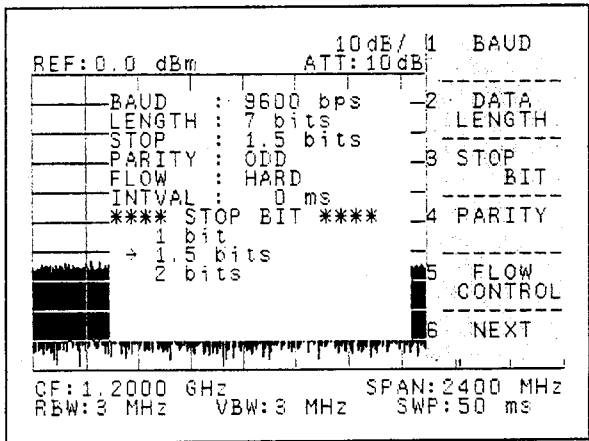 10dB/
REF:0.0 dBm ATT:10dB
BAUD : 9600 bps
LENGTH : 7 bits
STOP : 1.5 bits
PARITY : ODD
FLOW : HARD
INTVAL : 0 ms
**** STOP BIT ****
1 bit
→ 1.5 bits
2 bits
1 BAUD
2 DATA
LENGTH
3 STOP
BIT
4 PARITY
5 FLOW
CONTROL
6 NEXT
CF:1.2000 GHz SPAN:2400 MHz
RBW:3 MHz VBW:3 MHz SWP:50 ms